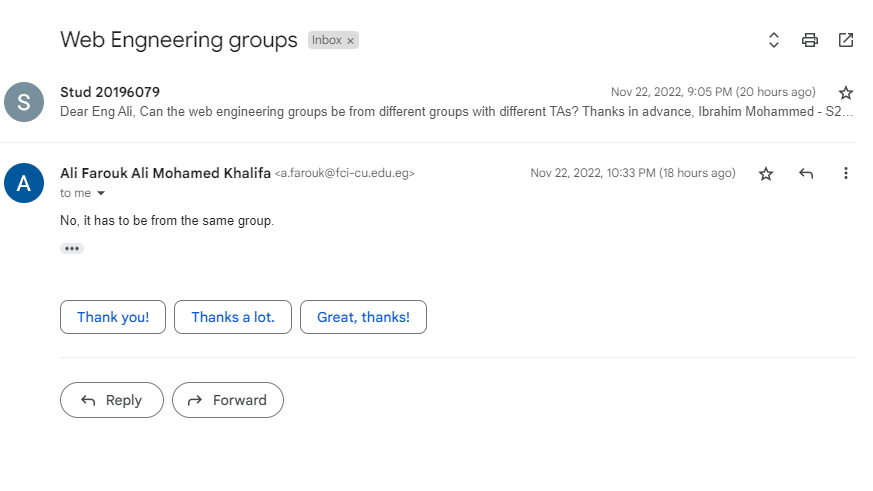 Web Engneering groups Inbox ×
S
Stud 20196079 Nov 22, 2022, 9:05 PM (20 hours ago)
Dear Eng Ali, Can the web engineering groups be from different groups with different TAs? Thanks in advance, Ibrahim Mohammed - S2...
A
Ali Farouk Ali Mohamed Khalifa <a.farouk@fci-cu.edu.eg> Nov 22, 2022, 10:33 PM (18 hours ago)
to me
No, it has to be from the same group.
Thank you! Thanks a lot. Great, thanks!
Reply Forward